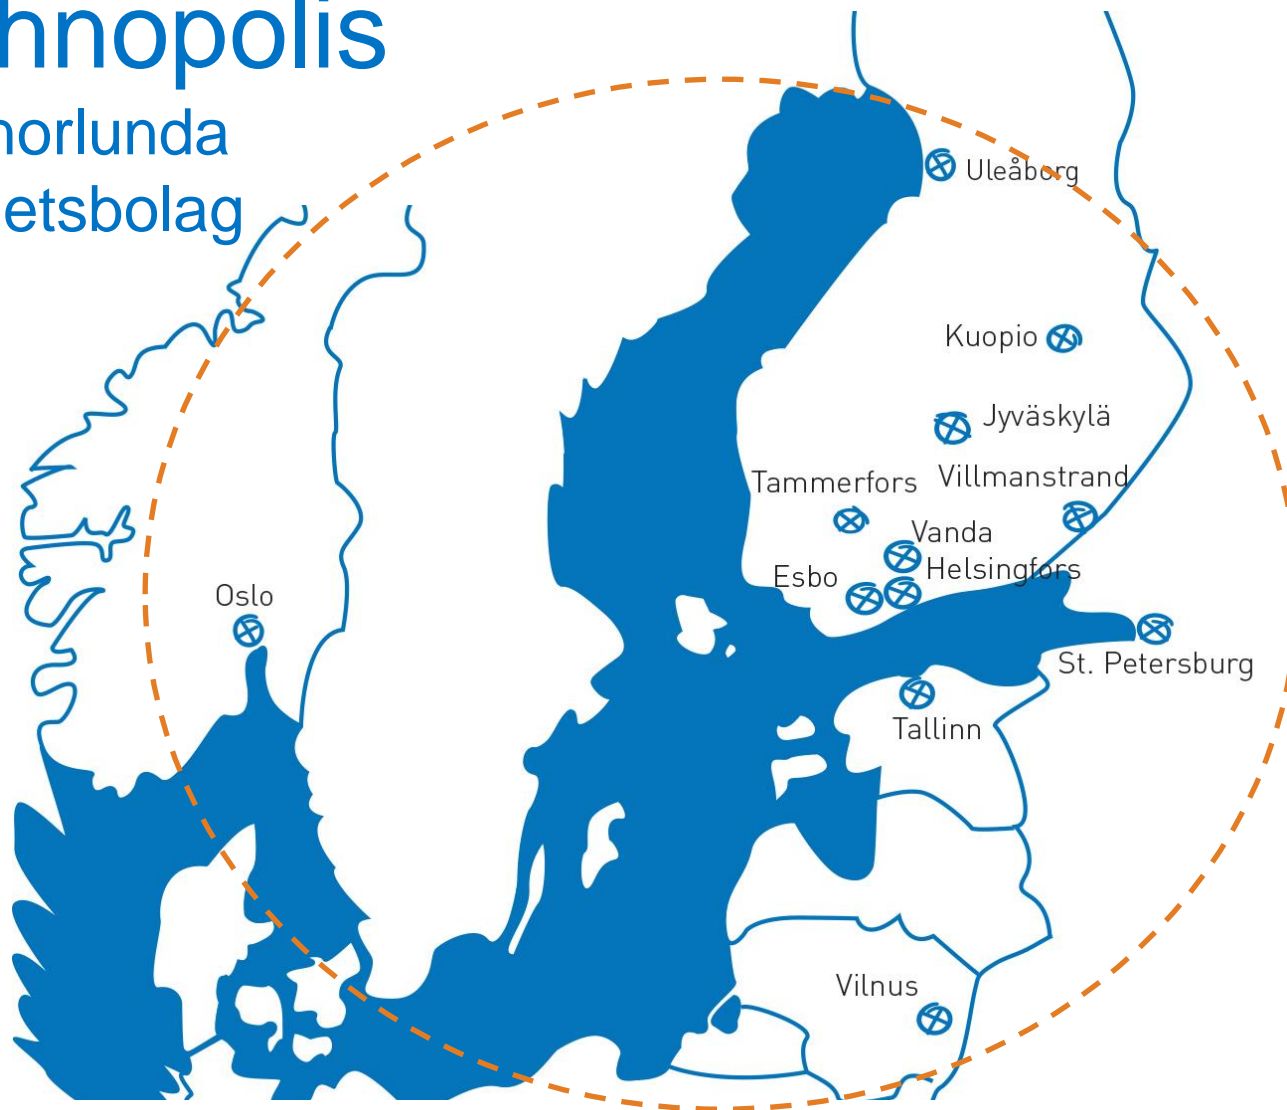 hnopolis
norlunda
etsbolag
Uleåborg
Kuopio
Jyväskylä
Tammerfors
Villmanstrand
Vanda
Esbo
Helsingfors
Oslo
St. Petersburg
Tallinn
Vilnus